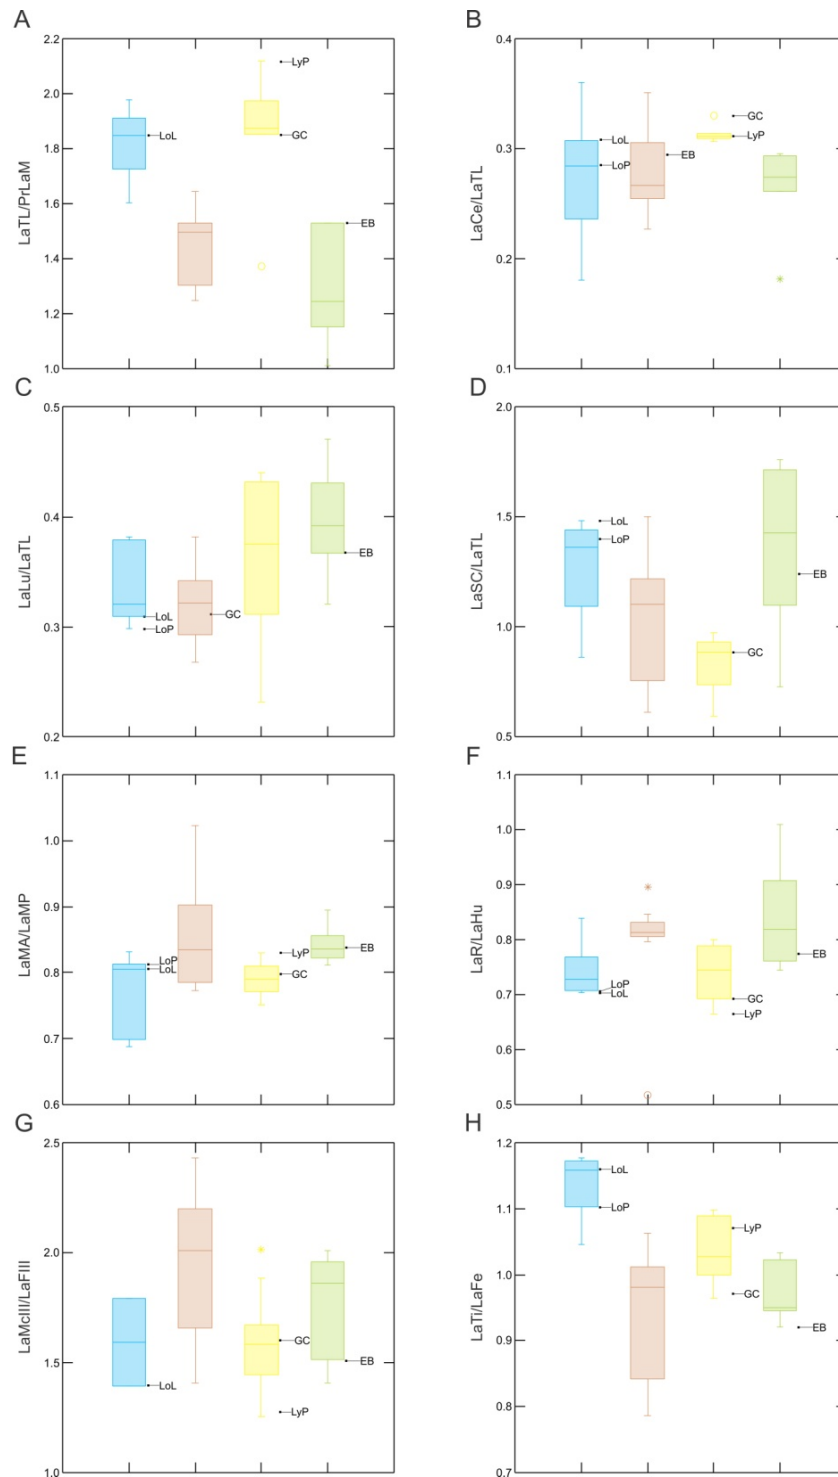 A
LaTL/PrLaM
2.2
2.0
1.8
1.6
1.4
1.2
1.0
LyP
LoL
GC
EB
B
LaCe/LaTL
0.4
0.3
0.2
0.1
GC
LoL
LyP
EB
LoP
C
LaLu/LaTL
0.5
0.4
0.3
0.2
EB
LoL
GC
LoP
D
LaSC/LaTL
2.0
1.5
1.0
0.5
LoL
LoP
EB
GC
E
LaMA/LaMP
1.1
1.0
0.9
0.8
0.7
0.6
LyP
EB
LoP
LoL
GC
F
LaR/LaHu
1.1
1.0
0.9
0.8
0.7
0.6
0.5
EB
LoP
LoL
GC
LyP
G
LaMcIII/LaFIII
2.5
2.0
1.5
1.0
GC
EB
LoL
LyP
H
LaTi/LaFe
1.2
1.1
1.0
0.9
0.8
0.7
LoL
LoP
LyP
GC
EB